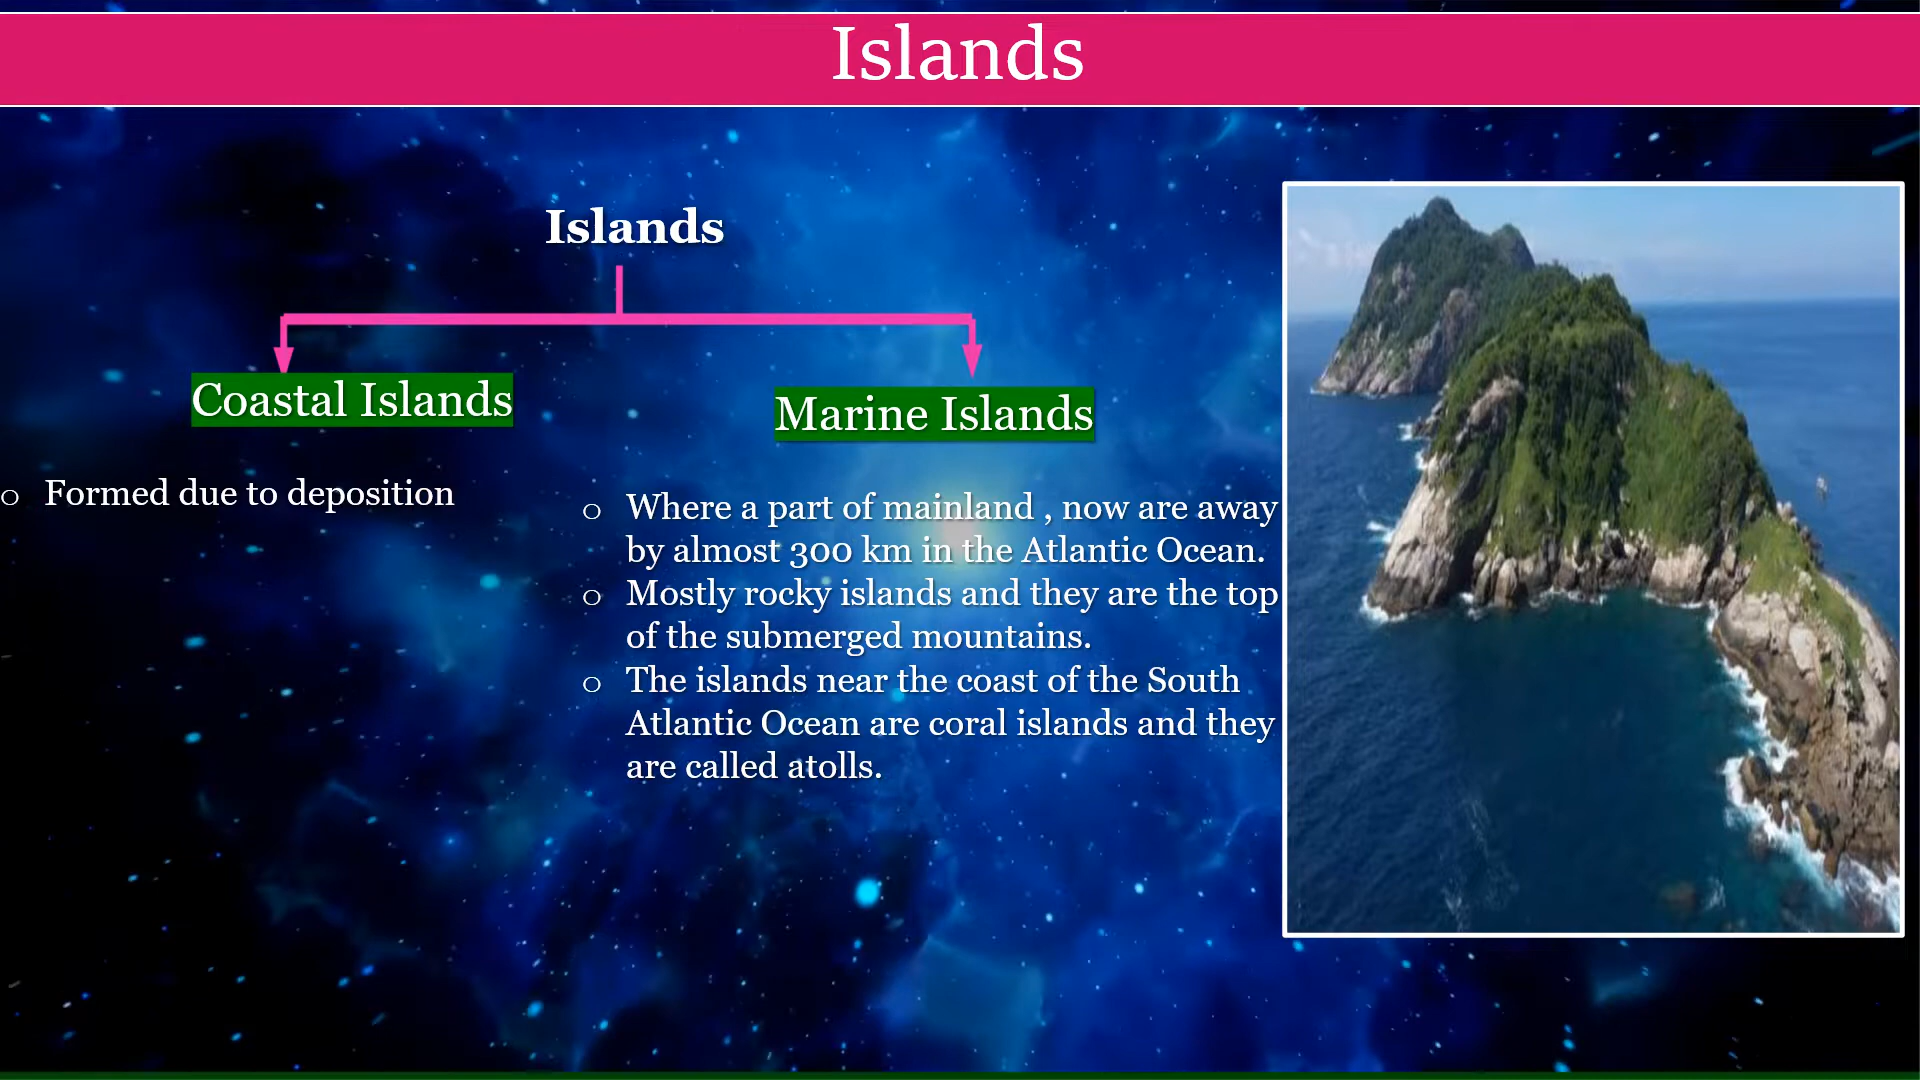 Islands
Islands
Coastal Islands
Marine Islands
o Formed due to deposition
o Where a part of mainland , now are away
by almost 300 km in the Atlantic Ocean.
o Mostly rocky islands and they are the top
of the submerged mountains.
o The islands near the coast of the South
Atlantic Ocean are coral islands and they
are called atolls.